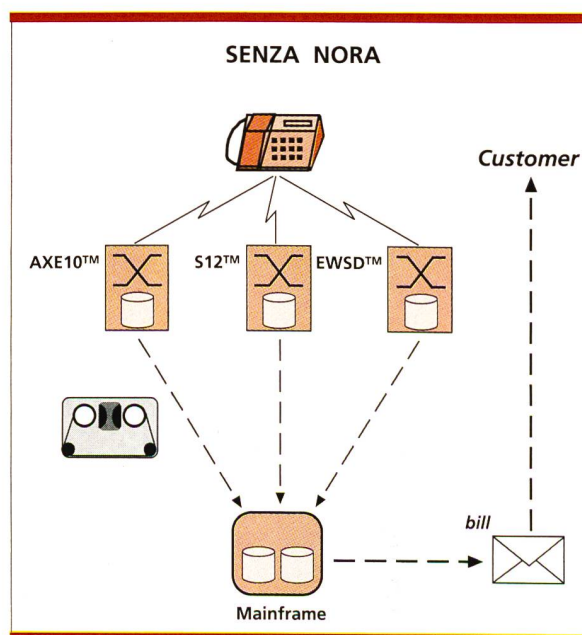 SENZA NORA
Customer
AXE10™
S12™
EWSD™
bill
Mainframe